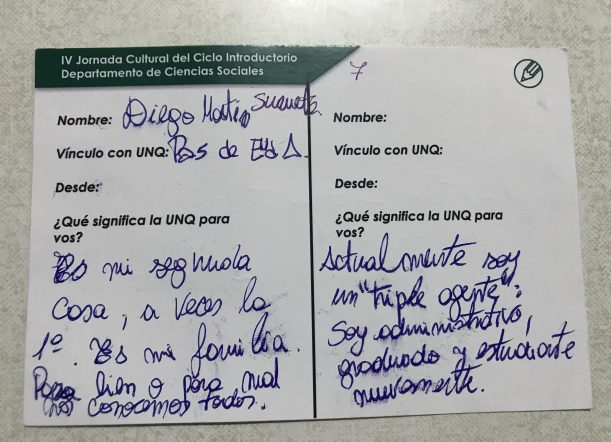 IV Jornada Cultural del Ciclo Introductorio
Departamento de Ciencias Sociales
7
Nombre: Diego Martín
Vínculo con UNQ: PAS de EUDA.
Desde:
¿Qué significa la UNQ para
vos?
Es mi segunda
casa, a veces la
1º. Es mi familia.
Para bien o para mal
nos conocemos todos.
Nombre:
Vínculo con UNQ:
Desde:
¿Qué significa la UNQ para
vos?
Actualmente soy
un "triple agente":
Soy administrativo,
graduado y estudiante
nuevamente.